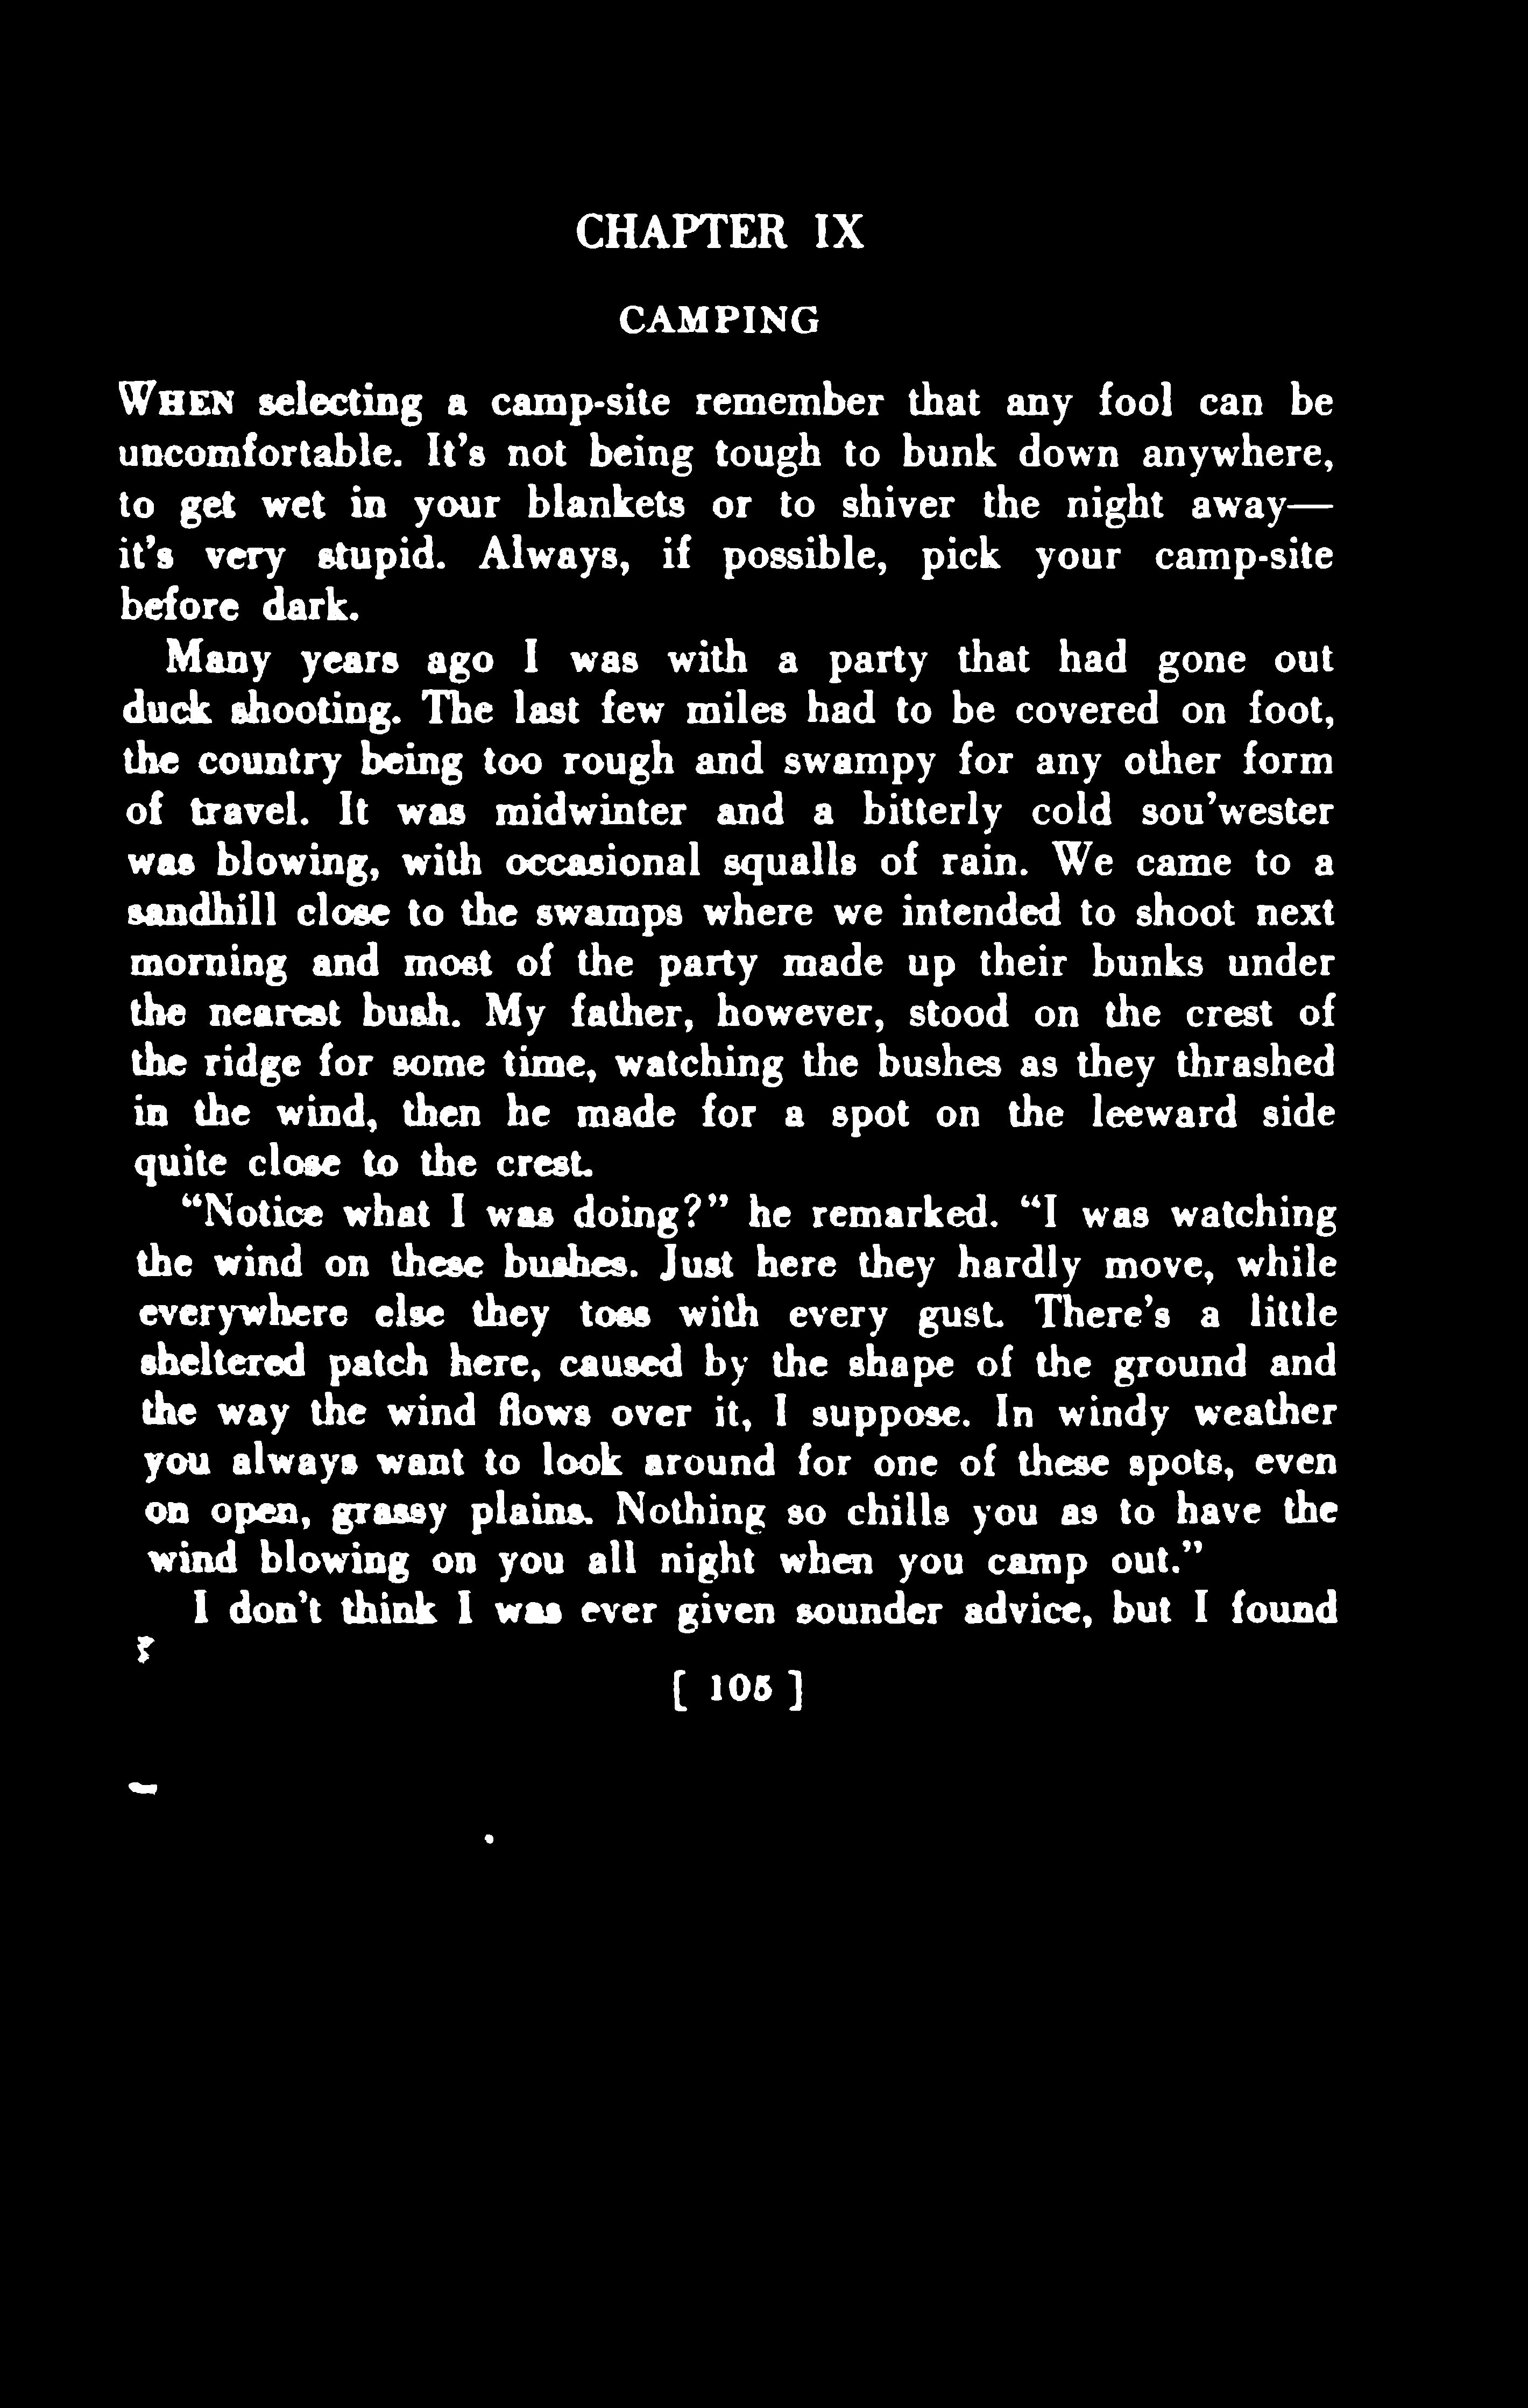 CHAPTER IX
CAMPING
WHEN selecting a camp-site remember that any fool can be
uncomfortable. It's not being tough to bunk down anywhere,
to get wet in your blankets or to shiver the night away—
it's very stupid. Always, if possible, pick your camp-site
before dark.
Many years ago I was with a party that had gone out
duck shooting. The last few miles had to be covered on foot,
the country being too rough and swampy for any other form
of travel. It was midwinter and a bitterly cold sou'wester
was blowing, with occasional squalls of rain. We came to a
sandhill close to the swamps where we intended to shoot next
morning and most of the party made up their bunks under
the nearest bush. My father, however, stood on the crest of
the ridge for some time, watching the bushes as they thrashed
in the wind, then he made for a spot on the leeward side
quite close to the crest.
"Notice what I was doing?" he remarked. "I was watching
the wind on these bushes. Just here they hardly move, while
everywhere else they toss with every gust. There's a little
sheltered patch here, caused by the shape of the ground and
the way the wind flows over it, I suppose. In windy weather
you always want to look around for one of these spots, even
on open, grassy plains. Nothing so chills you as to have the
wind blowing on you all night when you camp out."
I don't think I was ever given sounder advice, but I found
[ 105 ]